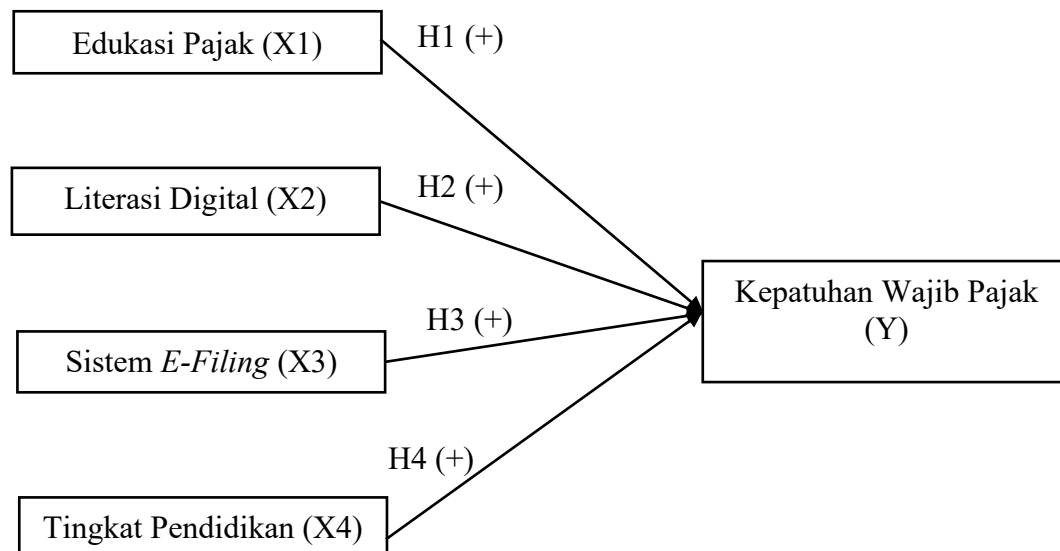 Edukasi Pajak (X1)
H1 (+)
Literasi Digital (X2)
H2 (+)
Kepatuhan Wajib Pajak
(Y)
H3 (+)
Sistem E-Filing (X3)
H4 (+)
Tingkat Pendidikan (X4)